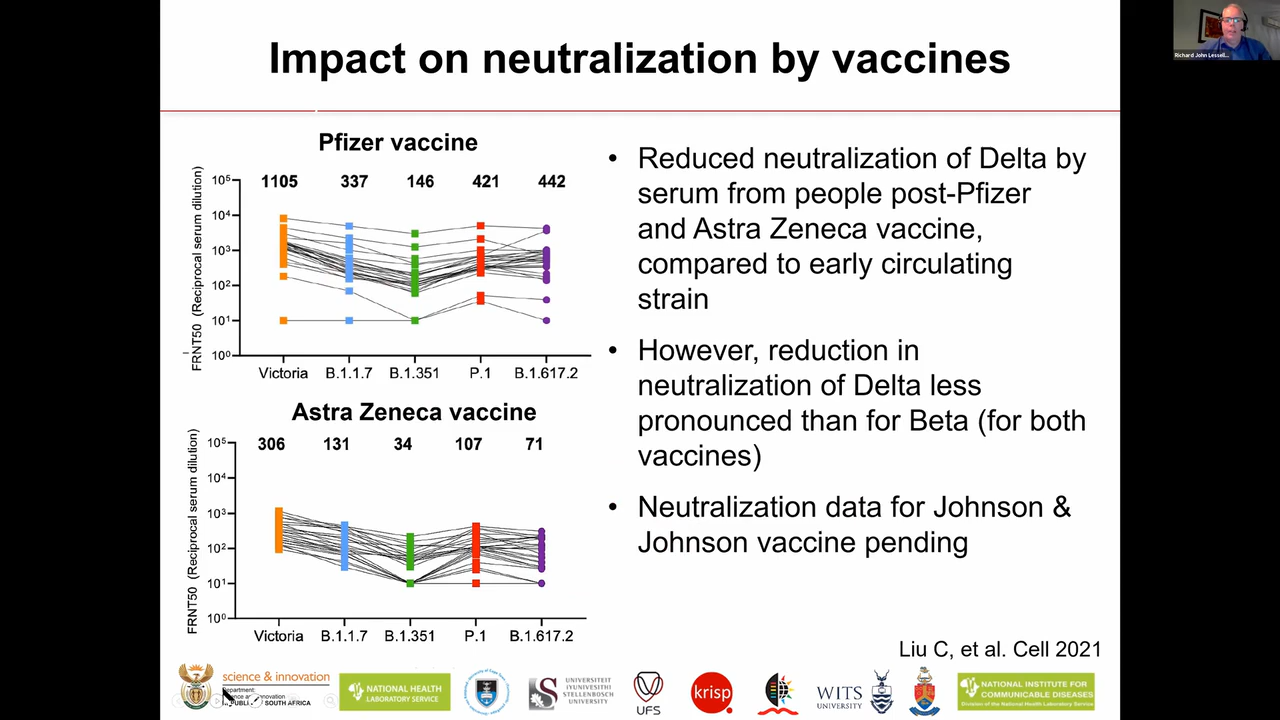 Richard John Lessell...
Impact on neutralization by vaccines
Pfizer vaccine
1105 337 146 421 442
FRNT50 (Reciprocal serum dilution)
10⁵
10⁴
10³
10²
10¹
10⁰
Victoria B.1.1.7 B.1.351 P.1 B.1.617.2
Astra Zeneca vaccine
306 131 34 107 71
FRNT50 (Reciprocal serum dilution)
10⁵
10⁴
10³
10²
10¹
10⁰
Victoria B.1.1.7 B.1.351 P.1 B.1.617.2
• Reduced neutralization of Delta by
serum from people post-Pfizer
and Astra Zeneca vaccine,
compared to early circulating
strain
• However, reduction in
neutralization of Delta less
pronounced than for Beta (for both
vaccines)
• Neutralization data for Johnson &
Johnson vaccine pending
Liu C, et al. Cell 2021
science & innovation
Department:
Science and Innovation
REPUBLIC OF SOUTH AFRICA
NATIONAL HEALTH
LABORATORY SERVICE
UNIVERSITEIT
IYUNIVESITHI
STELLENBOSCH
UNIVERSITY
UFS
krisp
WITS
UNIVERSITY
NATIONAL INSTITUTE FOR
COMMUNICABLE DISEASES
Division of the National Health Laboratory Service